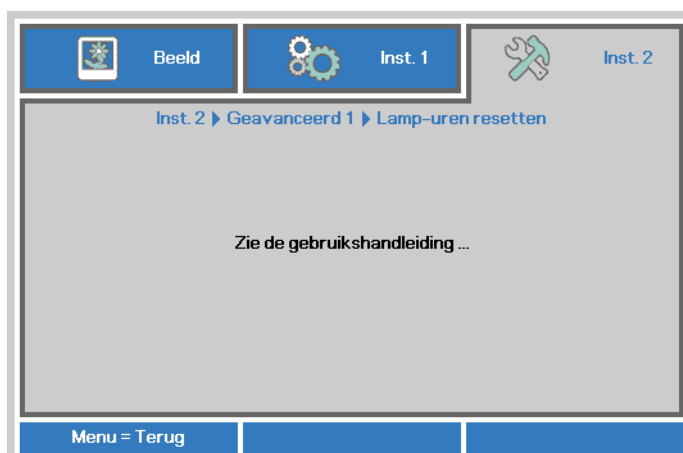 Beeld
Inst. 1
Inst. 2
Inst. 2 ▶ Geavanceerd 1 ▶ Lamp-uren resetten
Zie de gebruikshandleiding ...
Menu = Terug